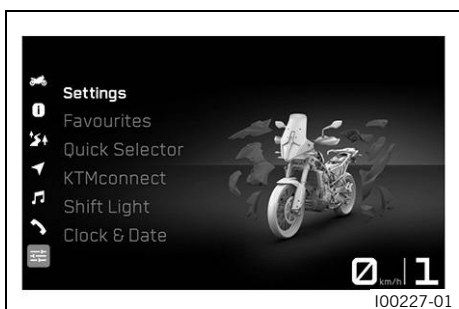 Settings
Favourites
Quick Selector
KTMconnect
Shift Light
Clock & Date
0 km/h 1
I00227-01